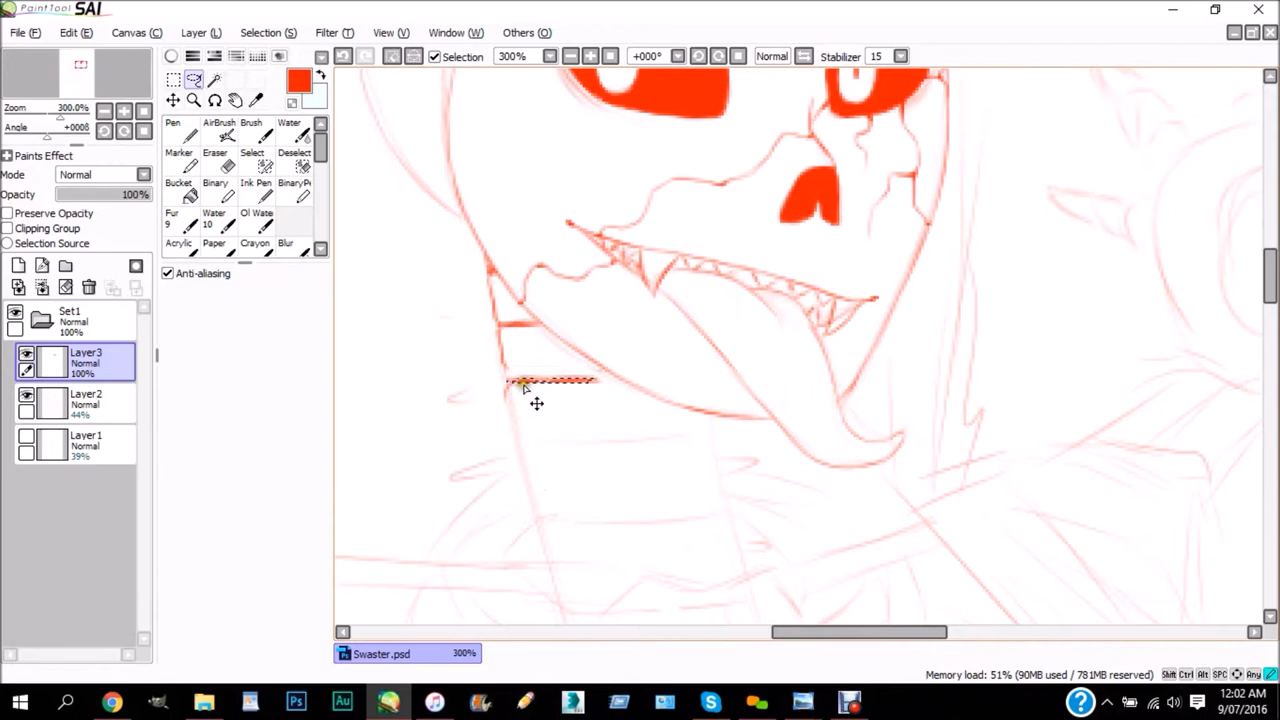 PaintTool SAI
File (F) Edit (E) Canvas (C) Layer (L) Selection (S) Filter (T) View (V) Window (W) Others (O)
Selection 300% +000° Normal Stabilizer 15
Zoom 300.0%
Angle +000θ
Paints Effect
Mode Normal
Opacity 100%
Preserve Opacity
Clipping Group
Selection Source
Pen AirBrush Brush Water
Marker Eraser Select Deselect
Bucket Binary Ink Pen BinaryPe
Fur 9 Water 10 Ol Wate
Acrylic Paper Crayon Blur
Anti-aliasing
Set1
Normal
100%
Layer3
Normal
100%
Layer2
Normal
44%
Layer1
Normal
39%
Swaster.psd 300%
Memory load: 51% (90MB used / 781MB reserved) Shift Ctrl Alt SPC Any
12:02 AM
9/07/2016